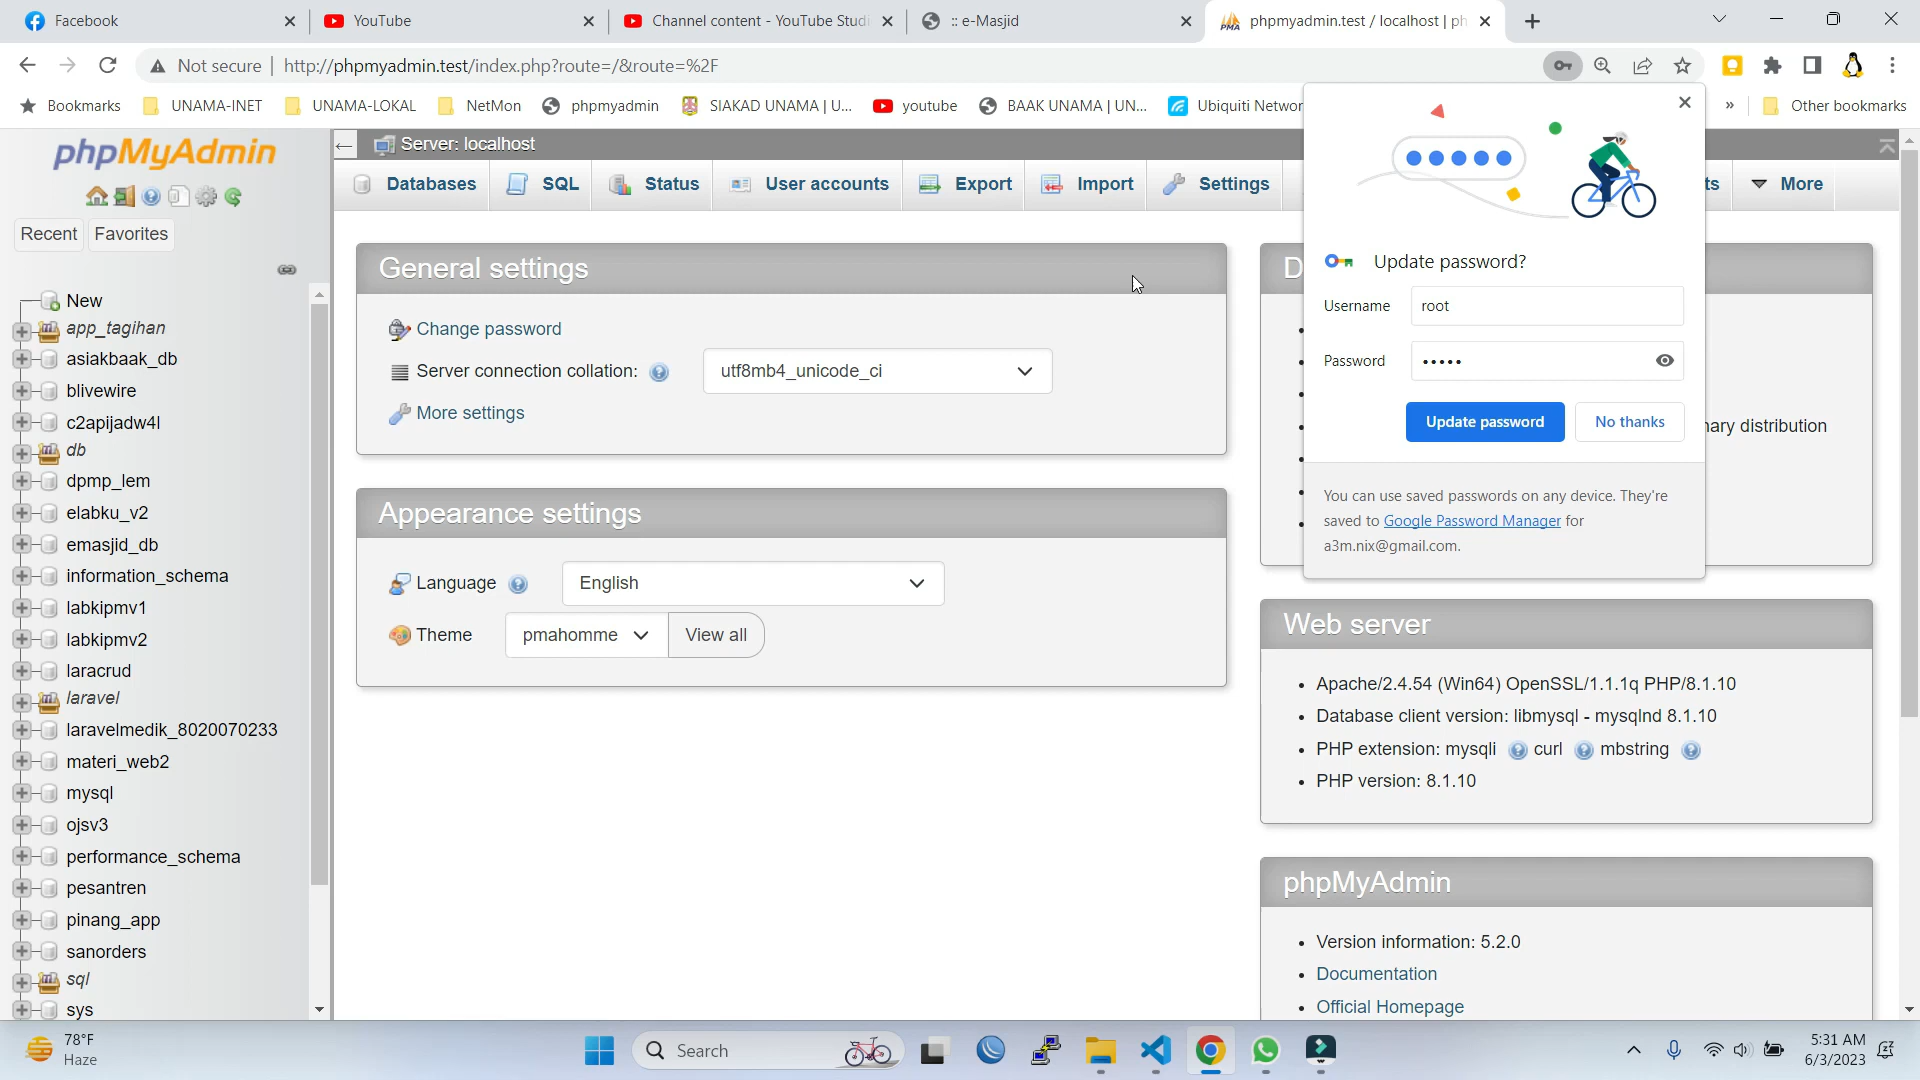 Facebook
YouTube
Channel content - YouTube Studi
:: e-Masjid
PMA phpmyadmin.test / localhost | ph
Not secure | http://phpmyadmin.test/index.php?route=/&route=%2F
Bookmarks
UNAMA-INET
UNAMA-LOKAL
NetMon
phpmyadmin
SIAKAD UNAMA | U...
youtube
BAAK UNAMA | UN...
Ubiquiti Networ
»
Other bookmarks
phpMyAdmin
Recent
Favorites
New
app_tagihan
asiakbaak_db
blivewire
c2apijadw4l
db
dpmp_lem
elabku_v2
emasjid_db
information_schema
labkipmv1
labkipmv2
laracrud
laravel
laravelmedik_8020070233
materi_web2
mysql
ojsv3
performance_schema
pesantren
pinang_app
sanorders
sql
sys
Server: localhost
Databases
SQL
Status
User accounts
Export
Import
Settings
ts
More
General settings
Change password
Server connection collation:
utf8mb4_unicode_ci
More settings
Appearance settings
Language
English
Theme
pmahomme
View all
D
nary distribution
Update password?
Username
root
Password
•••••
Update password
No thanks
You can use saved passwords on any device. They're
saved to Google Password Manager for
a3m.nix@gmail.com.
Web server
• Apache/2.4.54 (Win64) OpenSSL/1.1.1q PHP/8.1.10
• Database client version: libmysql - mysqlnd 8.1.10
• PHP extension: mysqli curl mbstring
• PHP version: 8.1.10
phpMyAdmin
• Version information: 5.2.0
• Documentation
• Official Homepage
78°F
Haze
Search
5:31 AM
6/3/2023